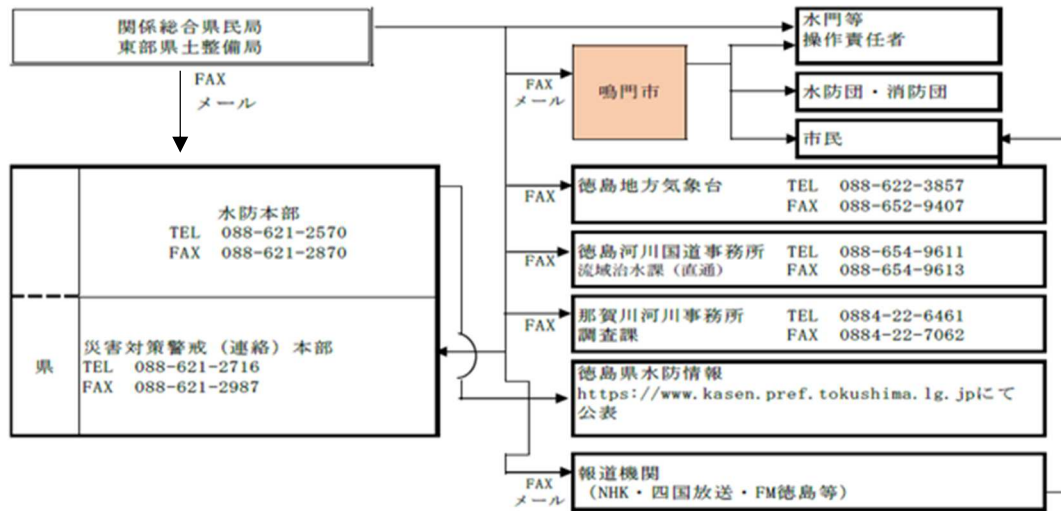 関係総合県民局
東部県土整備局
FAX
メール
水門等
操作責任者
FAX
メール
鳴門市
水防団・消防団
市民
県
水防本部
TEL 088-621-2570
FAX 088-621-2870
災害対策警戒(連絡)本部
TEL 088-621-2716
FAX 088-621-2987
FAX
徳島地方気象台 TEL 088-622-3857
FAX 088-652-9407
FAX
徳島河川国道事務所 TEL 088-654-9611
流域治水課(直通) FAX 088-654-9613
FAX
那賀川河川事務所 TEL 0884-22-6461
調査課 FAX 0884-22-7062
徳島県水防情報
https://www.kasen.pref.tokushima.lg.jpにて
公表
FAX
メール
報道機関
(NHK・四国放送・FM徳島等)